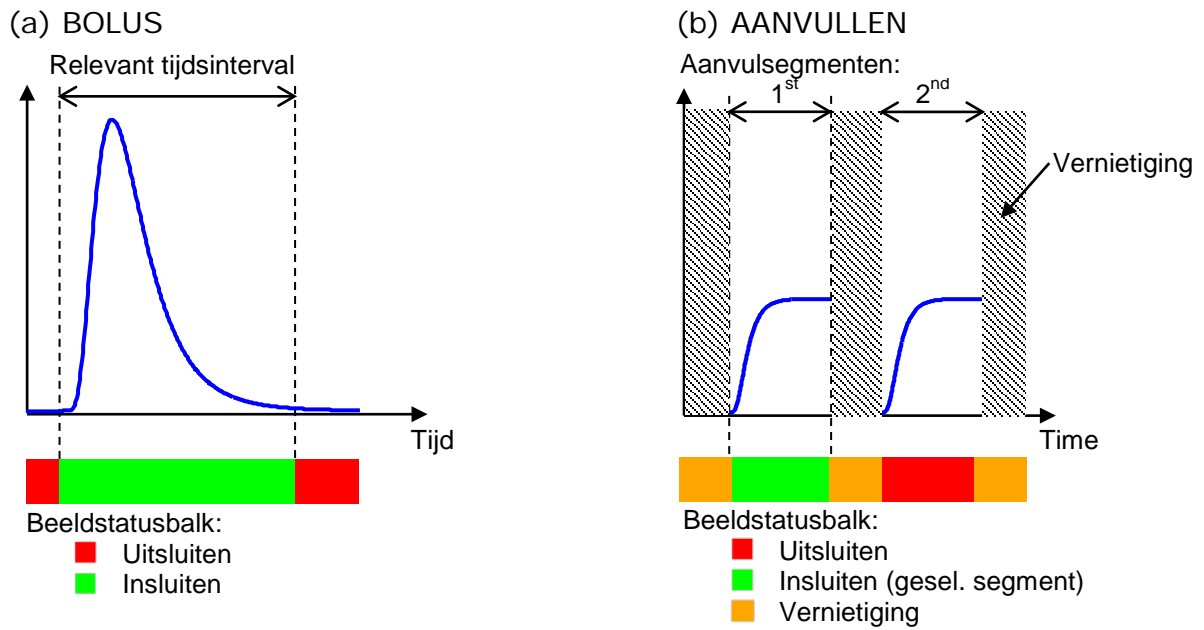 (a) BOLUS
Relevant tijdsinterval
Tijd
Beeldstatusbalk:
Uitsluiten
Insluiten
(b) AANVULLEN
Aanvulsegmenten:
1st
2nd
Vernietiging
Time
Beeldstatusbalk:
Uitsluiten
Insluiten (gesel. segment)
Vernietiging